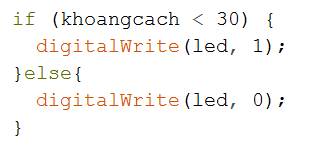 if (khoangcach < 30) {
  digitalWrite(led, 1);
}else{
  digitalWrite(led, 0);
}